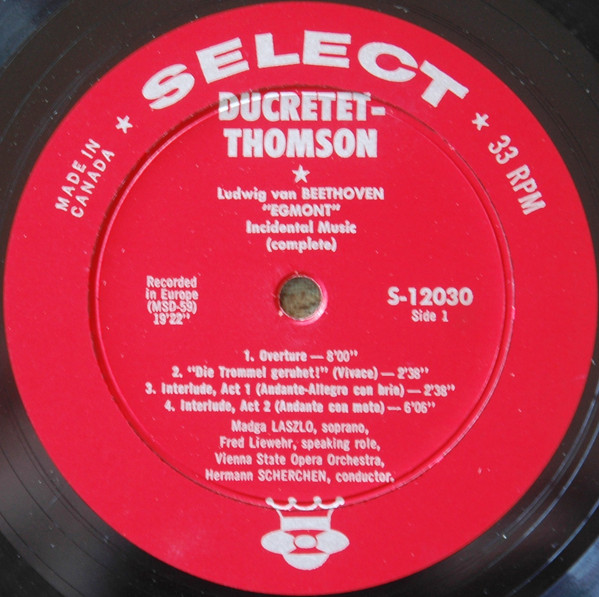 ★ SELECT ★
MADE IN
CANADA
33 RPM
DUCRETET-
THOMSON
★
Ludwig van BEETHOVEN
"EGMONT"
Incidental Music
(complete)
Recorded
in Europe
(MSD-59)
19'22"
S-12030
Side 1
1. Overture — 8'00"
2. "Die Trommel geruhet!" (Vivace) — 2'38"
3. Interlude, Act 1 (Andante-Allegro con brio) — 2'38"
4. Interlude, Act 2 (Andante con moto) — 6'06"
Madga LASZLO, soprano,
Fred Liewehr, speaking role,
Vienna State Opera Orchestra,
Hermann SCHERCHEN, conductor.